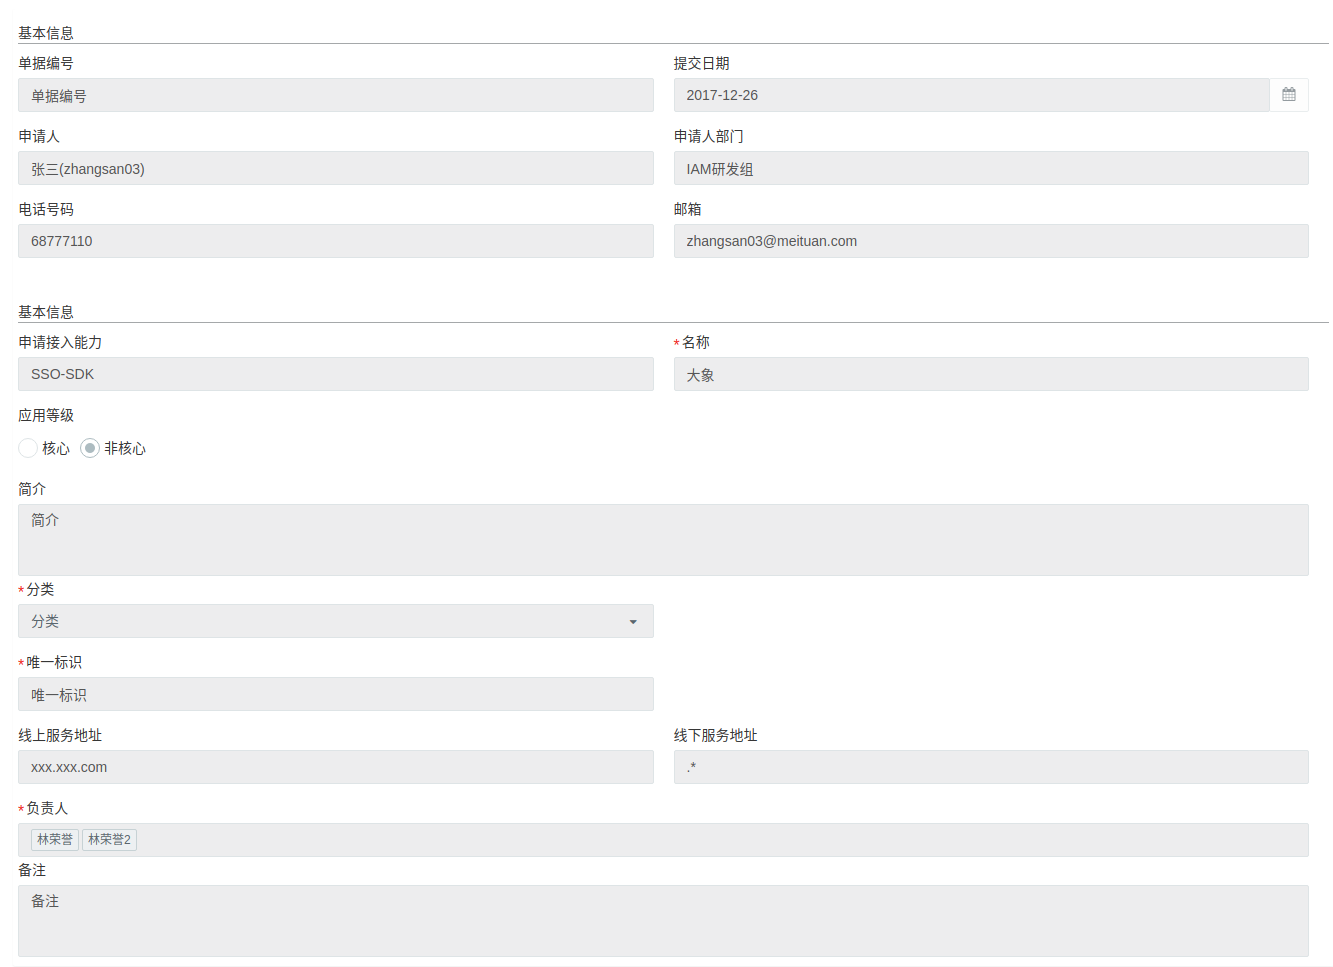 基本信息
单据编号
提交日期
单据编号
2017-12-26
申请人
申请人部门
张三(zhangsan03)
IAM研发组
电话号码
邮箱
68777110
zhangsan03@meituan.com
基本信息
申请接入能力
*名称
SSO-SDK
大象
应用等级
核心 非核心
简介
简介
*分类
分类
*唯一标识
唯一标识
线上服务地址
线下服务地址
xxx.xxx.com
.*
*负责人
林荣誉 林荣誉2
备注
备注